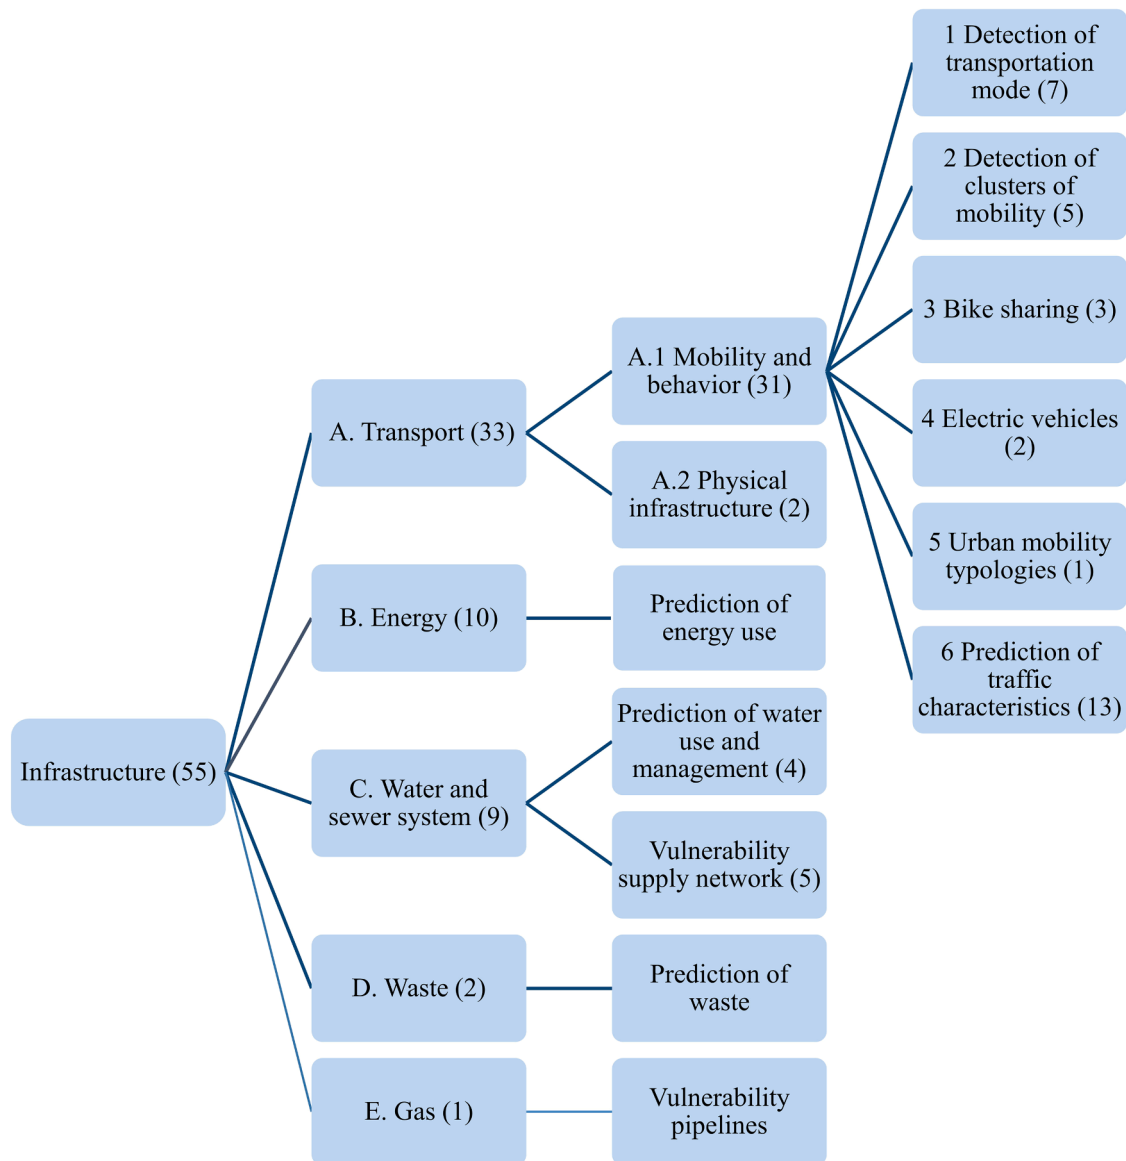 1 Detection of
transportation
mode (7)
2 Detection of
clusters of
mobility (5)
3 Bike sharing (3)
A.1 Mobility and
behavior (31)
4 Electric vehicles
(2)
A. Transport (33)
A.2 Physical
infrastructure (2)
5 Urban mobility
typologies (1)
B. Energy (10)
Prediction of
energy use
6 Prediction of
traffic
characteristics (13)
Infrastructure (55)
Prediction of water
use and
management (4)
C. Water and
sewer system (9)
Vulnerability
supply network (5)
D. Waste (2)
Prediction of
waste
E. Gas (1)
Vulnerability
pipelines